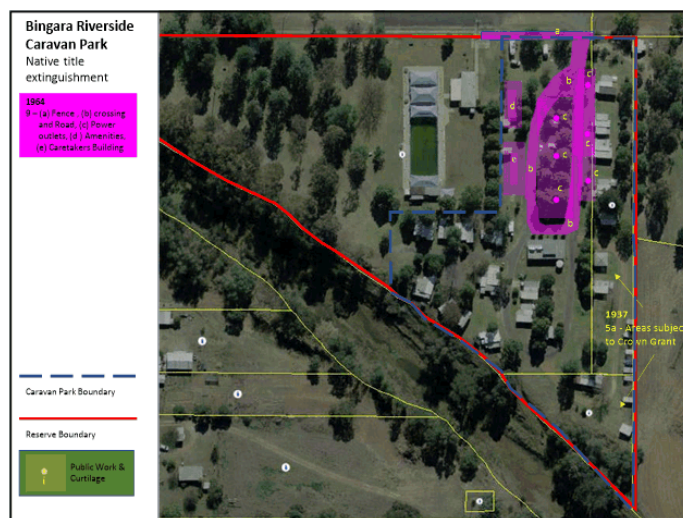 Bingara Riverside
Caravan Park
Native title
extinguishment
1964
9 – (a) Fence , (b) crossing
and Road, (c) Power
outlets, (d ) Amenities,
(e) Caretakers Building
Caravan Park Boundary
Reserve Boundary
Public Work &
Curtilage
a
b
c
d
c
c
e
b
c
c
c
b
1937
5a - Areas subject
to Crown Grant